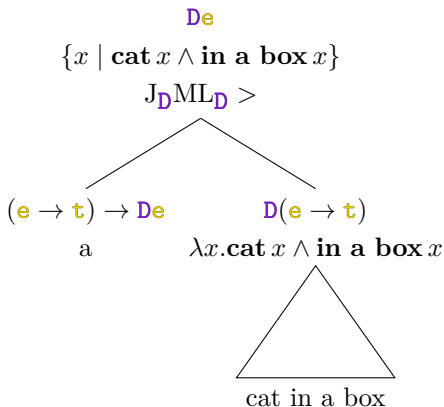 De
{x | cat x ∧ in a box x}
J_D ML_D >
(e → t) → De
a
D(e → t)
λx.cat x ∧ in a box x
cat in a box